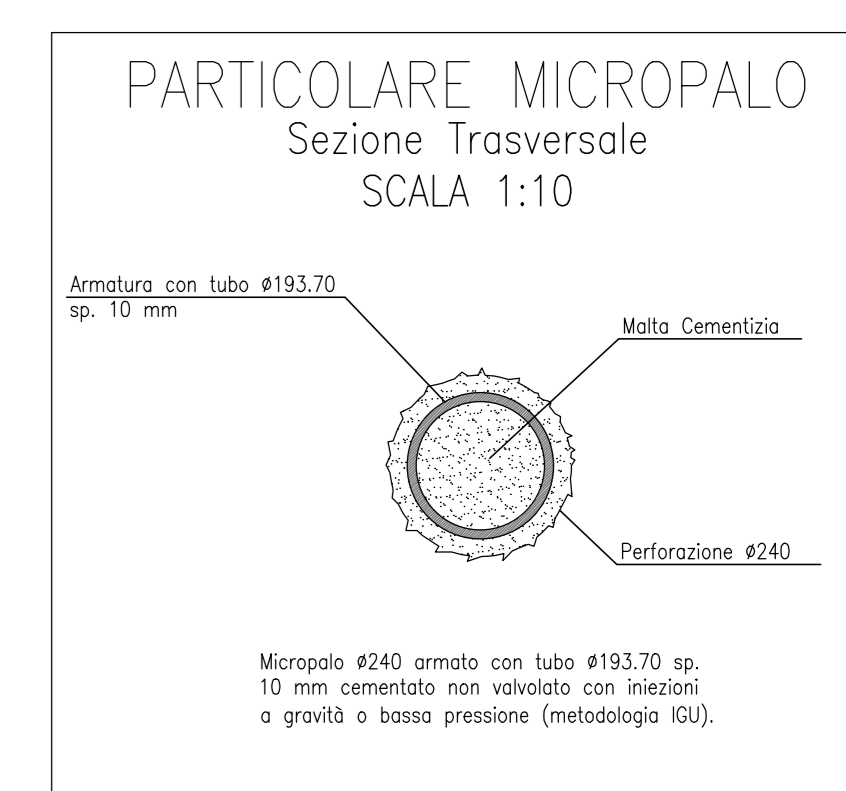 PARTICOLARE MICROPALO
Sezione Trasversale
SCALA 1:10
Armatura con tubo ø193.70
sp. 10 mm
Malta Cementizia
Perforazione ø240
Micropalo ø240 armato con tubo ø193.70 sp.
10 mm cementato non valvolato con iniezioni
a gravità o bassa pressione (metodologia IGU).